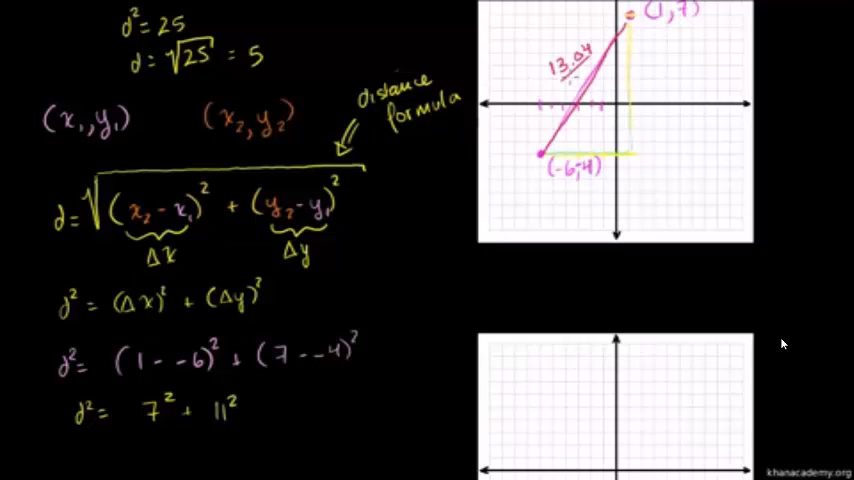 d² = 25
d = √25 = 5
distance formula
(x₁, y₁) (x₂, y₂)
d = √(x₂ - x₁)² + (y₂ - y₁)²
Δx Δy
d² = (Δx)² + (Δy)²
d² = (1 - -6)² + (7 - -4)²
d² = 7² + 11²
(1, 7)
13.04
(-6,-4)
khanacademy.org